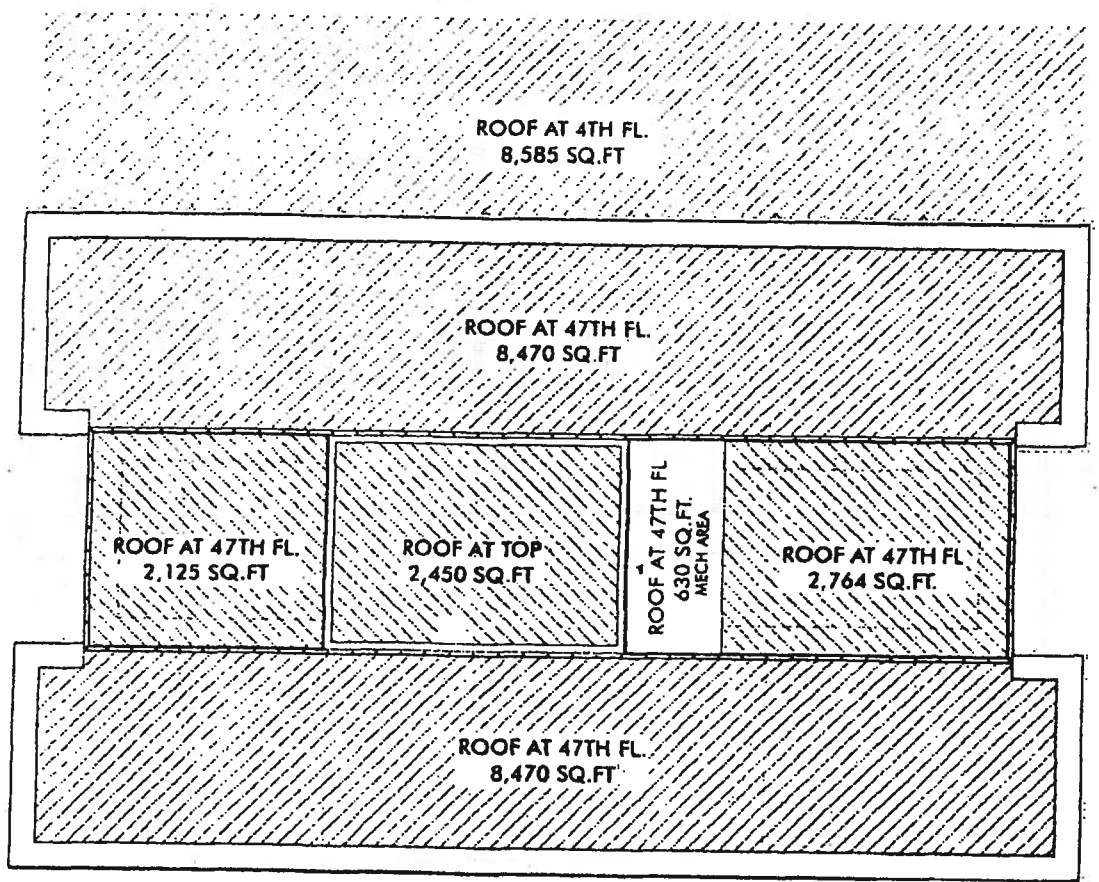 ROOF AT 4TH FL.
8,585 SQ.FT
ROOF AT 47TH FL.
8,470 SQ.FT
ROOF AT 47TH FL.
2,125 SQ.FT
ROOF AT TOP
2,450 SQ.FT
ROOF AT 47TH FL
630 SQ.FT.
MECH AREA
ROOF AT 47TH FL
2,764 SQ.FT.
ROOF AT 47TH FL.
8,470 SQ.FT